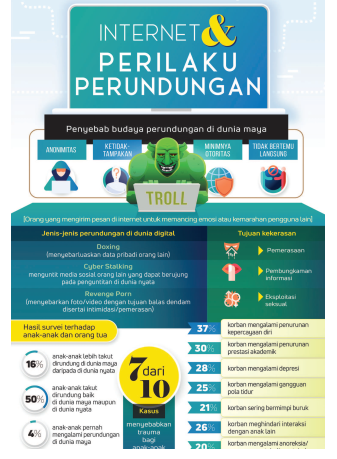 INTERNET &
PERILAKU
PERUNDUNGAN
Penyebab budaya perundungan di dunia maya
ANONIMITAS
KETIDAK-
TAMPAKAN
MINIMNYA
OTORITAS
TIDAK BERTEMU
LANGSUNG
TROLL
(Orang yang mengirim pesan di internet untuk memancing emosi atau kemarahan pengguna lain)
Jenis-jenis perundungan di dunia digital
Doxing
(menyebarluaskan data pribadi orang lain)
Cyber Stalking
menguntit media sosial orang lain yang dapat berujung
pada penguntitan di dunia nyata
Revenge Porn
(menyebarkan foto/video dengan tujuan balas dendam
disertai intimidasi/pemerasan)
Tujuan kekerasan
Pemerasaan
Pembungkaman
informasi
Eksploitasi
seksual
Hasil survei terhadap
anak-anak dan orang tua
16%
anak-anak lebih takut
dirundung di dunia maya
daripada di dunia nyata
50%
anak-anak takut
dirundung baik
di dunia maya maupun
di dunia nyata
4%
anak-anak pernah
mengalami perundungan
di dunia maya
7 dari
10
Kasus
menyebabkan
trauma
bagi
anak-anak
37%
korban mengalami penurunan
kepercayaan diri
30%
korban mengalami penurunan
prestasi akademik
28%
korban mengalami depresi
25%
korban mengalami gangguan
pola tidur
21%
korban sering bermimpi buruk
26%
korban menghindari interaksi
dengan anak lain
20%
korban mengalami anoreksia/